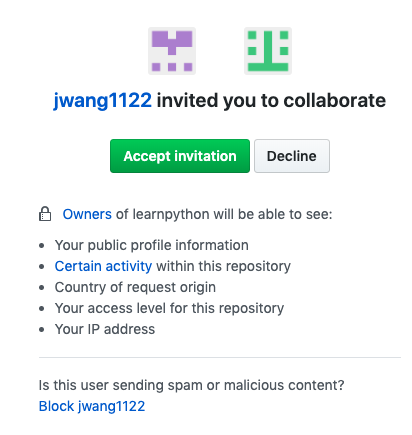 jwang1122 invited you to collaborate
Accept invitation Decline
Owners of learnpython will be able to see:
• Your public profile information
• Certain activity within this repository
• Country of request origin
• Your access level for this repository
• Your IP address
Is this user sending spam or malicious content?
Block jwang1122